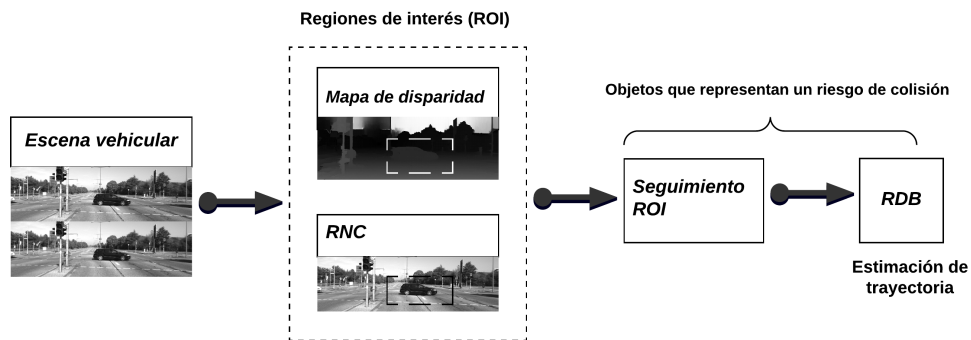 Regiones de interés (ROI)
Escena vehicular
Mapa de disparidad
RNC
Objetos que representan un riesgo de colisión
Seguimiento
ROI
RDB
Estimación de
trayectoria